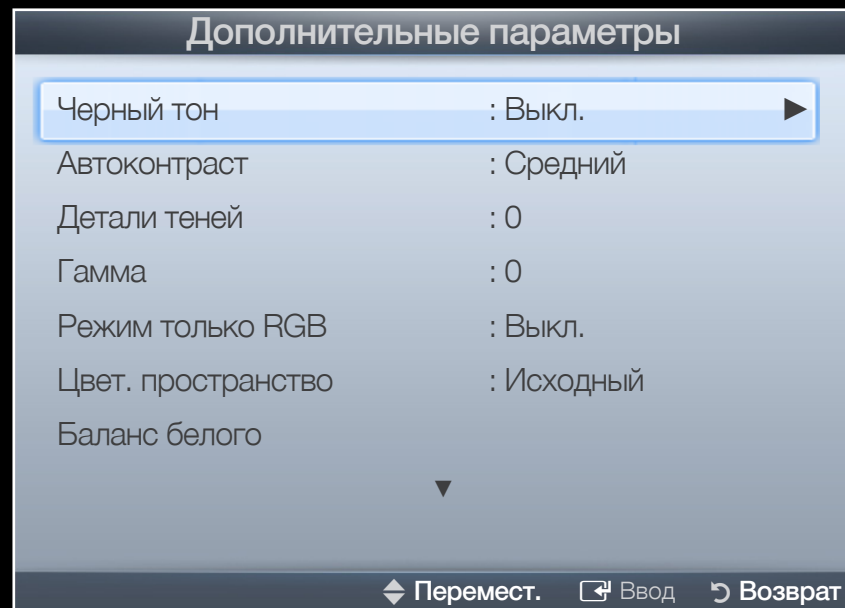 Дополнительные параметры
Черный тон : Выкл. ►
Автоконтраст : Средний
Детали теней : 0
Гамма : 0
Режим только RGB : Выкл.
Цвет. пространство : Исходный
Баланс белого
▼
Перемест. Ввод Возврат